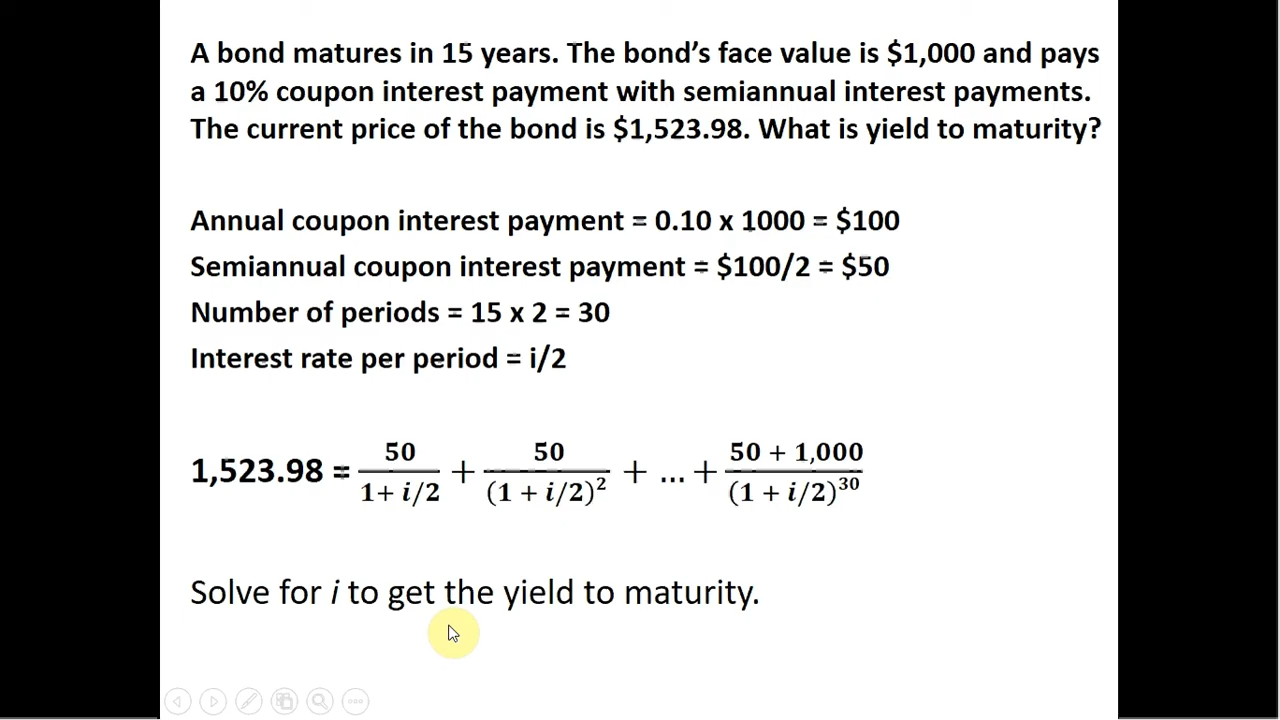 A bond matures in 15 years. The bond’s face value is $1,000 and pays
a 10% coupon interest payment with semiannual interest payments.
The current price of the bond is $1,523.98. What is yield to maturity?
Annual coupon interest payment = 0.10 x 1000 = $100
Semiannual coupon interest payment = $100/2 = $50
Number of periods = 15 x 2 = 30
Interest rate per period = i/2
1,523.98 = 50/(1+ i/2) + 50/(1 + i/2)^2 + ... + (50 + 1,000)/(1 + i/2)^30
Solve for i to get the yield to maturity.